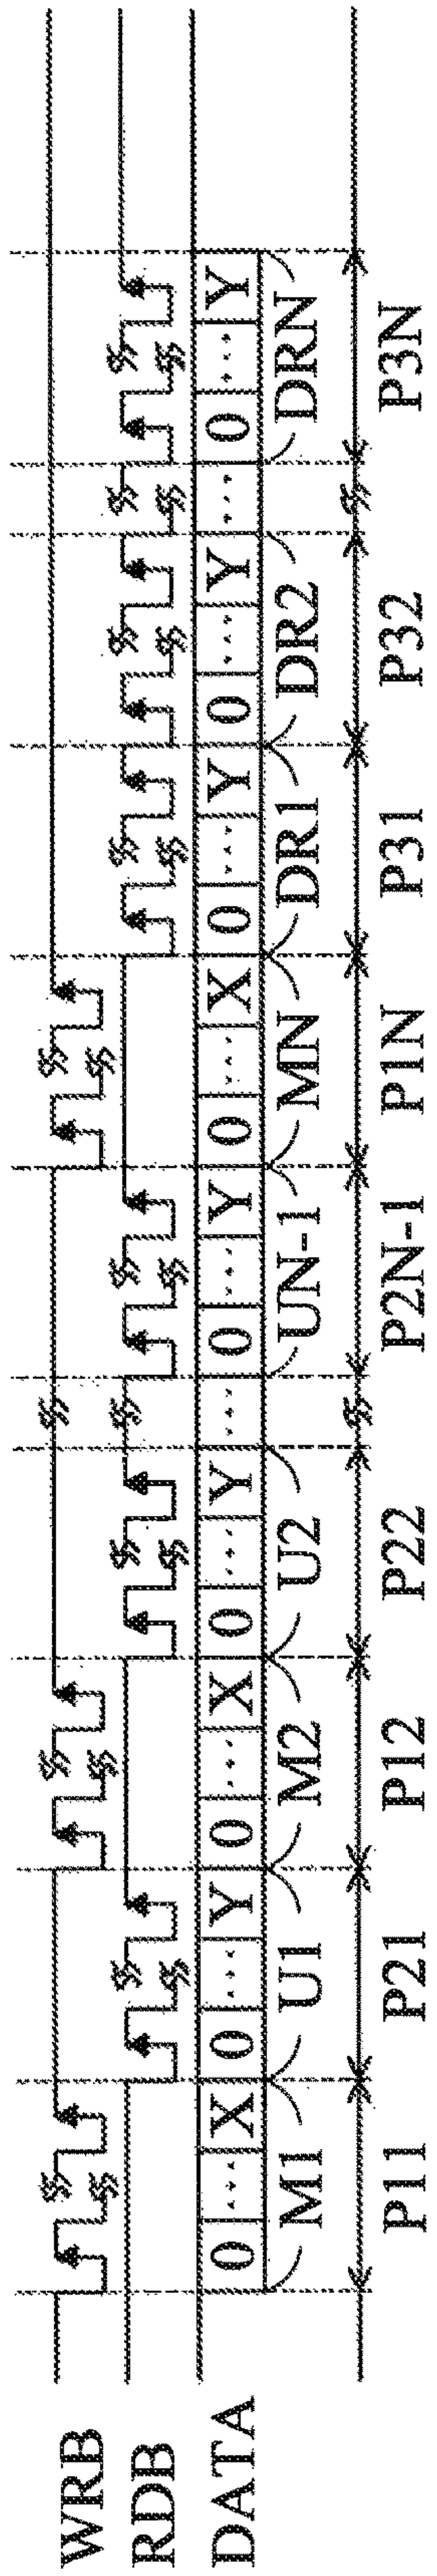 WRB
RDB
DATA 0 ... X 0 ... Y 0 ... X 0 ... Y ... 0 ... Y 0 ... X 0 ... Y 0 ... Y ... 0 ... Y
M1 U1 M2 U2 UN-1 MN DR1 DR2 DRN
P11 P21 P12 P22 P2N-1 P1N P31 P32 P3N